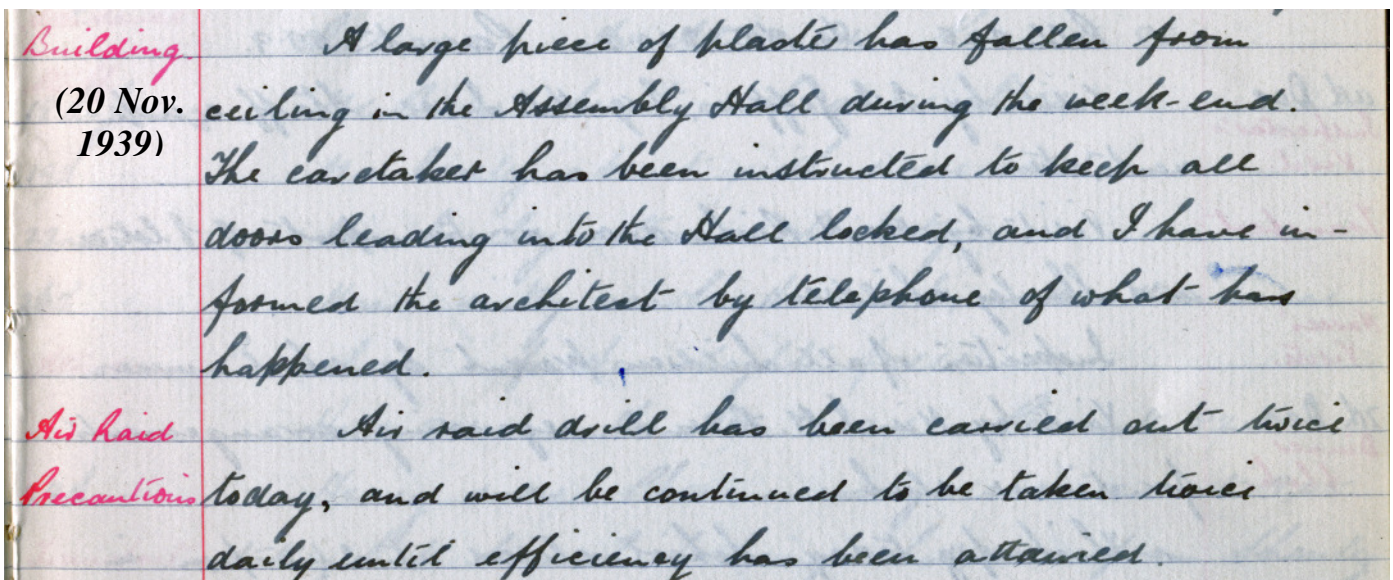 Building. A large piece of plaster has fallen from
(20 Nov. ceiling in the Assembly Hall during the week-end.
1939)
The caretaker has been instructed to keep all
doors leading into the Hall locked, and I have in-
formed the architect by telephone of what has
happened.
Air Raid Air raid drill has been carried out twice
Precautions today, and will be continued to be taken twice
daily until efficiency has been attained.